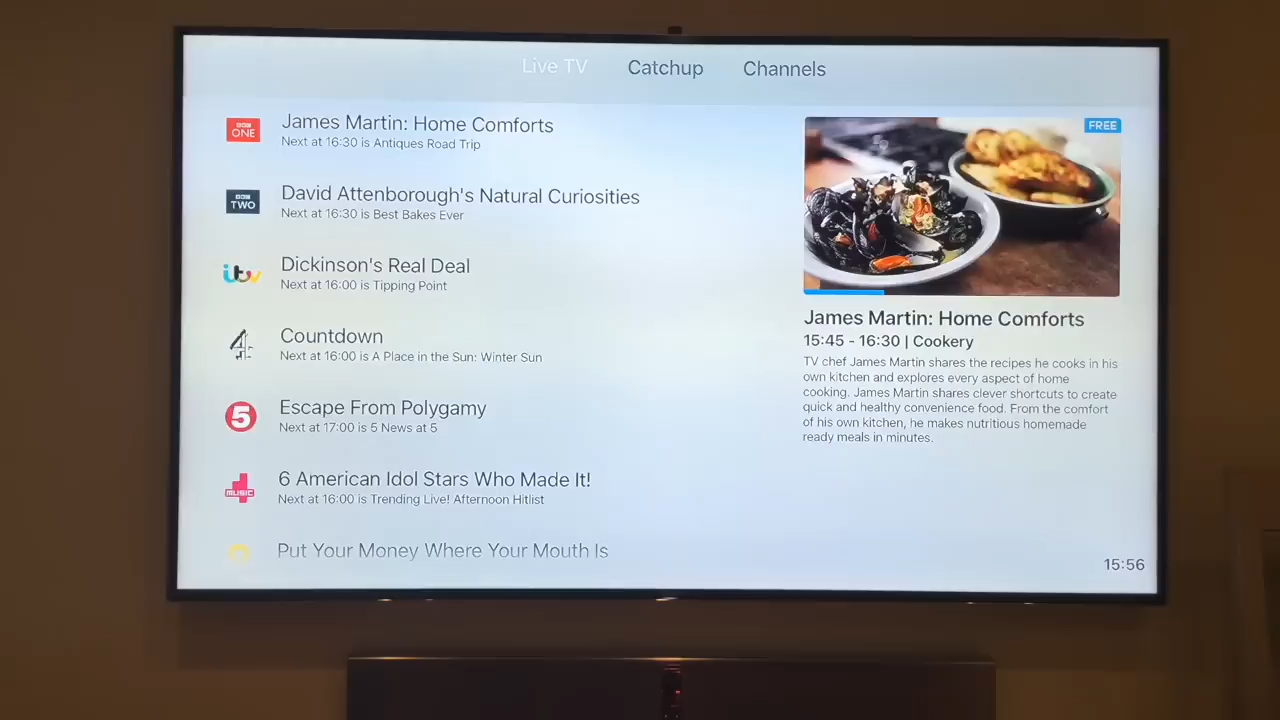 Live TV
Catchup
Channels
BBC
ONE
James Martin: Home Comforts
Next at 16:30 is Antiques Road Trip
BBC
TWO
David Attenborough's Natural Curiosities
Next at 16:30 is Best Bakes Ever
itv
Dickinson's Real Deal
Next at 16:00 is Tipping Point
4
Countdown
Next at 16:00 is A Place in the Sun: Winter Sun
5
Escape From Polygamy
Next at 17:00 is 5 News at 5
4
MUSIC
6 American Idol Stars Who Made It!
Next at 16:00 is Trending Live! Afternoon Hitlist
Put Your Money Where Your Mouth Is
FREE
James Martin: Home Comforts
15:45 - 16:30 | Cookery
TV chef James Martin shares the recipes he cooks in his
own kitchen and explores every aspect of home
cooking. James Martin shares clever shortcuts to create
quick and healthy convenience food. From the comfort
of his own kitchen, he makes nutritious homemade
ready meals in minutes.
15:56